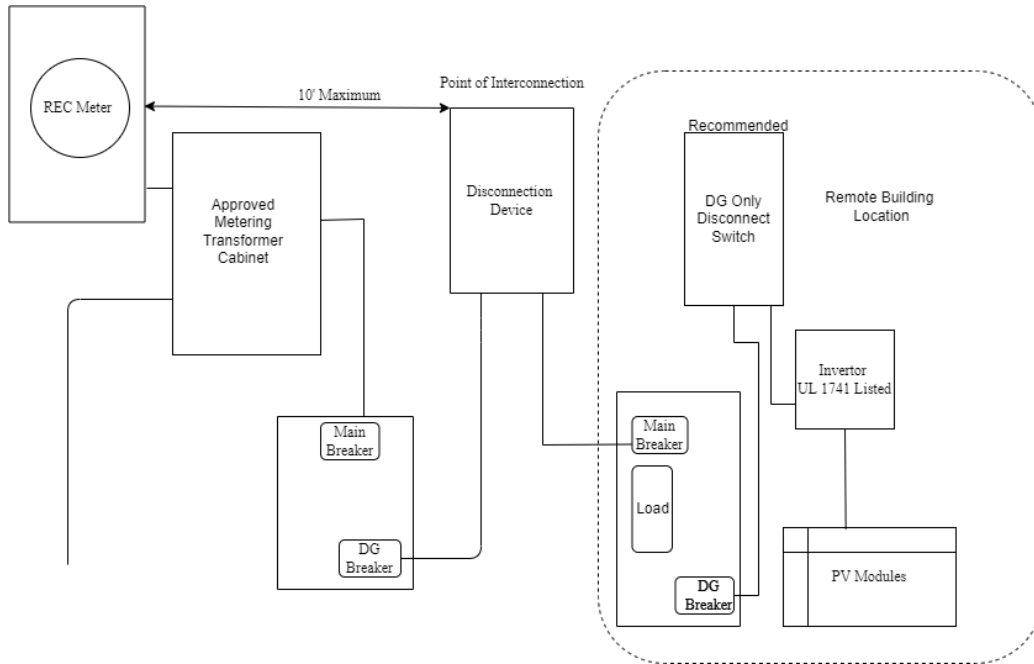 Point of Interconnection
10' Maximum
REC Meter
Recommended
Approved
Metering
Transformer
Cabinet
Disconnection
Device
DG Only
Disconnect
Switch
Remote Building
Location
Invertor
UL 1741 Listed
Main
Breaker
Main
Breaker
Load
DG
Breaker
DG
Breaker
PV Modules